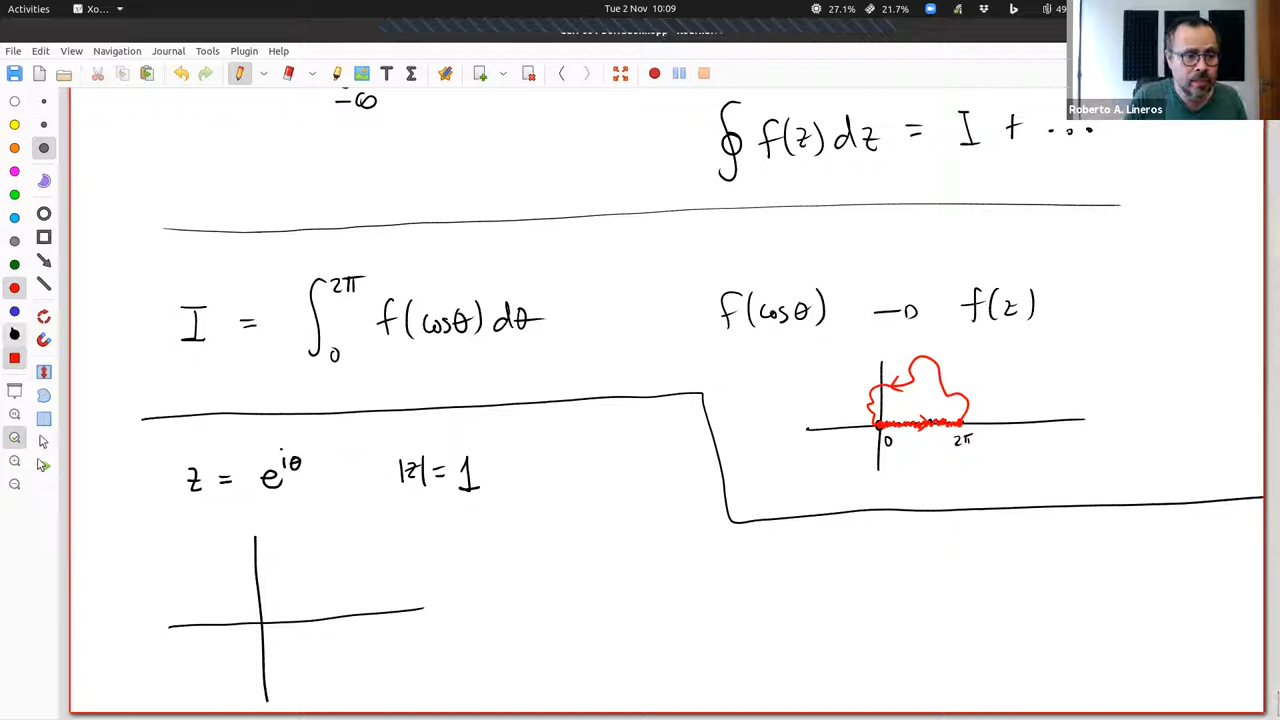 Activities
Xo...
Tue 2 Nov 10:09
27.1%
21.7%
File Edit View Navigation Journal Tools Plugin Help
Roberto A. Lineros
-∞
∮ f(z) dz = I + ...
I = ∫₀^2π f(cosθ) dθ
f(cosθ) → f(z)
0 2π
z = e^iθ |z| = 1